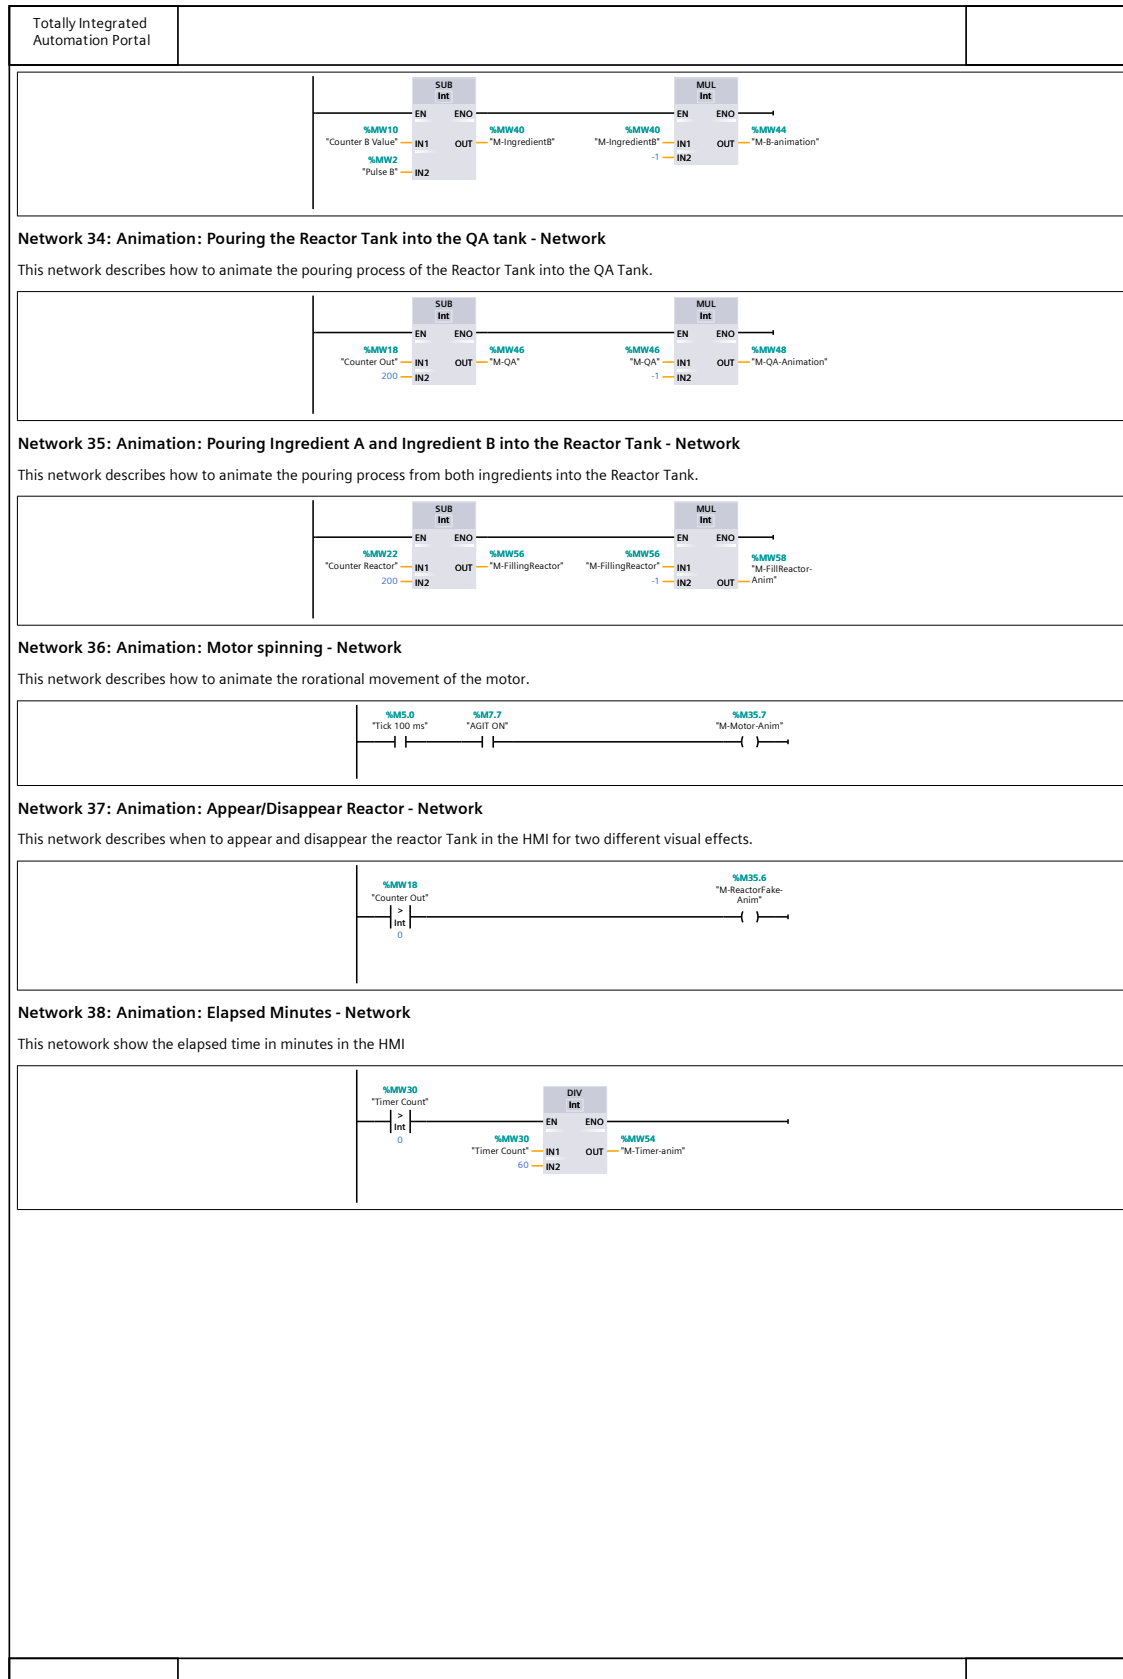 Totally Integrated
Automation Portal
SUB
Int
MUL
Int
EN ENO
EN ENO
%MW10
"Counter B Value" IN1
OUT %MW40
"M-IngredientB"
%MW40
"M-IngredientB" IN1
OUT %MW44
"M-B-animation"
-1 IN2
%MW2
"Pulse B" IN2
Network 34: Animation: Pouring the Reactor Tank into the QA tank - Network
This network describes how to animate the pouring process of the Reactor Tank into the QA Tank.
SUB
Int
MUL
Int
EN ENO
EN ENO
%MW18
"Counter Out" IN1
OUT %MW46
"M-QA"
%MW46
"M-QA" IN1
OUT %MW48
"M-QA-Animation"
200 IN2
-1 IN2
Network 35: Animation: Pouring Ingredient A and Ingredient B into the Reactor Tank - Network
This network describes how to animate the pouring process from both ingredients into the Reactor Tank.
SUB
Int
MUL
Int
EN ENO
EN ENO
%MW22
"Counter Reactor" IN1
OUT %MW56
"M-FillingReactor"
%MW56
"M-FillingReactor" IN1
200 IN2
-1 IN2
OUT %MW58
"M-FillReactor-
Anim"
Network 36: Animation: Motor spinning - Network
This network describes how to animate the rorational movement of the motor.
%M5.0
"Tick 100 ms"
%M7.7
"AGIT ON"
%M35.7
"M-Motor-Anim"
Network 37: Animation: Appear/Disappear Reactor - Network
This network describes when to appear and disappear the reactor Tank in the HMI for two different visual effects.
%MW18
"Counter Out"
>
Int
0
%M35.6
"M-ReactorFake-
Anim"
Network 38: Animation: Elapsed Minutes - Network
This netowork show the elapsed time in minutes in the HMI
%MW30
"Timer Count"
>
Int
0
DIV
Int
EN ENO
%MW30
"Timer Count" IN1
OUT %MW54
"M-Timer-anim"
60 IN2